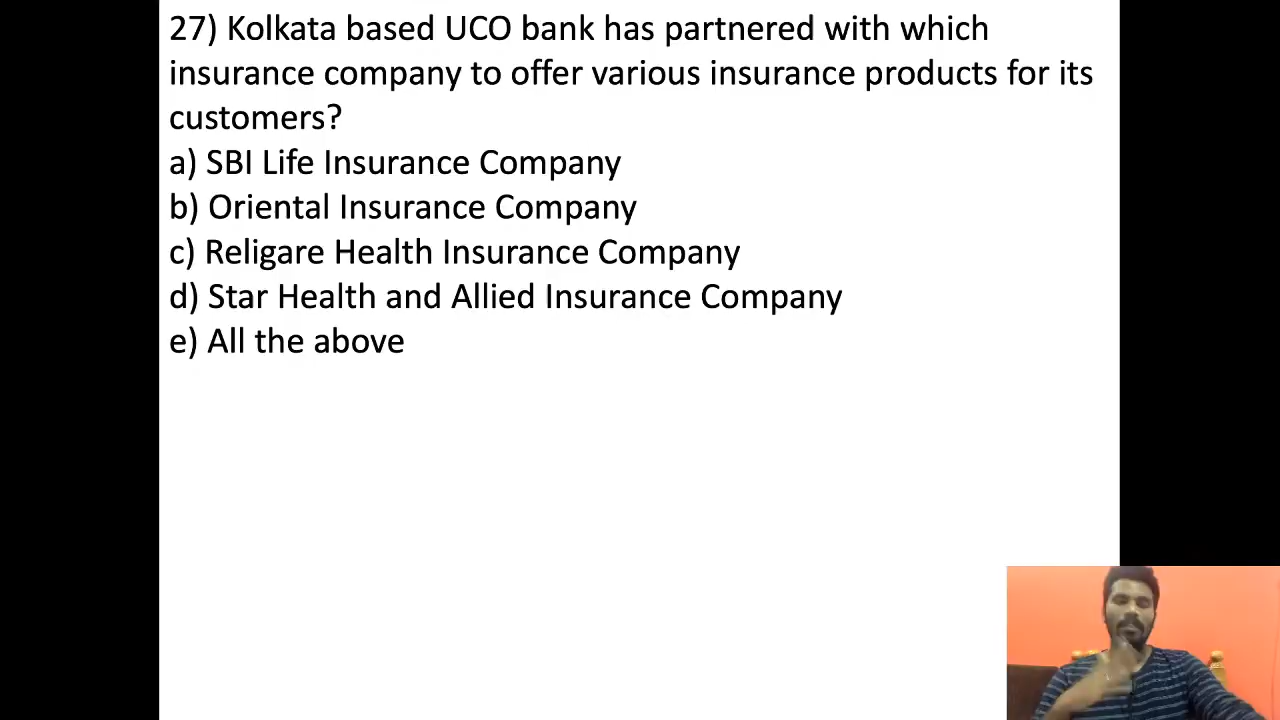 27) Kolkata based UCO bank has partnered with which
insurance company to offer various insurance products for its
customers?
a) SBI Life Insurance Company
b) Oriental Insurance Company
c) Religare Health Insurance Company
d) Star Health and Allied Insurance Company
e) All the above